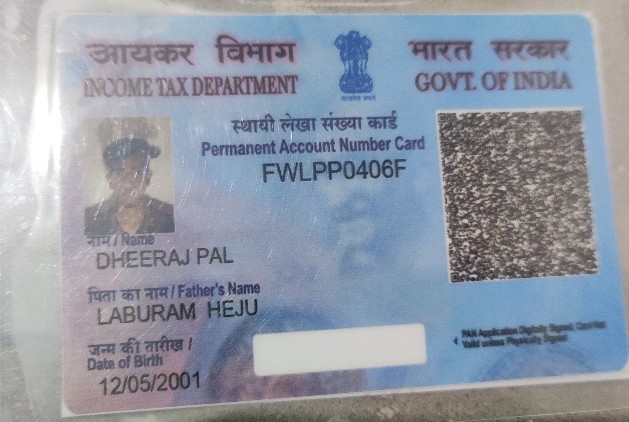 आयकर विभाग
INCOME TAX DEPARTMENT
सत्यमेव जयते
भारत सरकार
GOVT. OF INDIA
स्थायी लेखा संख्या कार्ड
Permanent Account Number Card
FWLPP0406F
नाम / Name
DHEERAJ PAL
पिता का नाम / Father's Name
LABURAM HEJU
जन्म की तारीख /
Date of Birth
12/05/2001
PAN Application Digitally Signed, Card Not
Valid unless Physically Signed